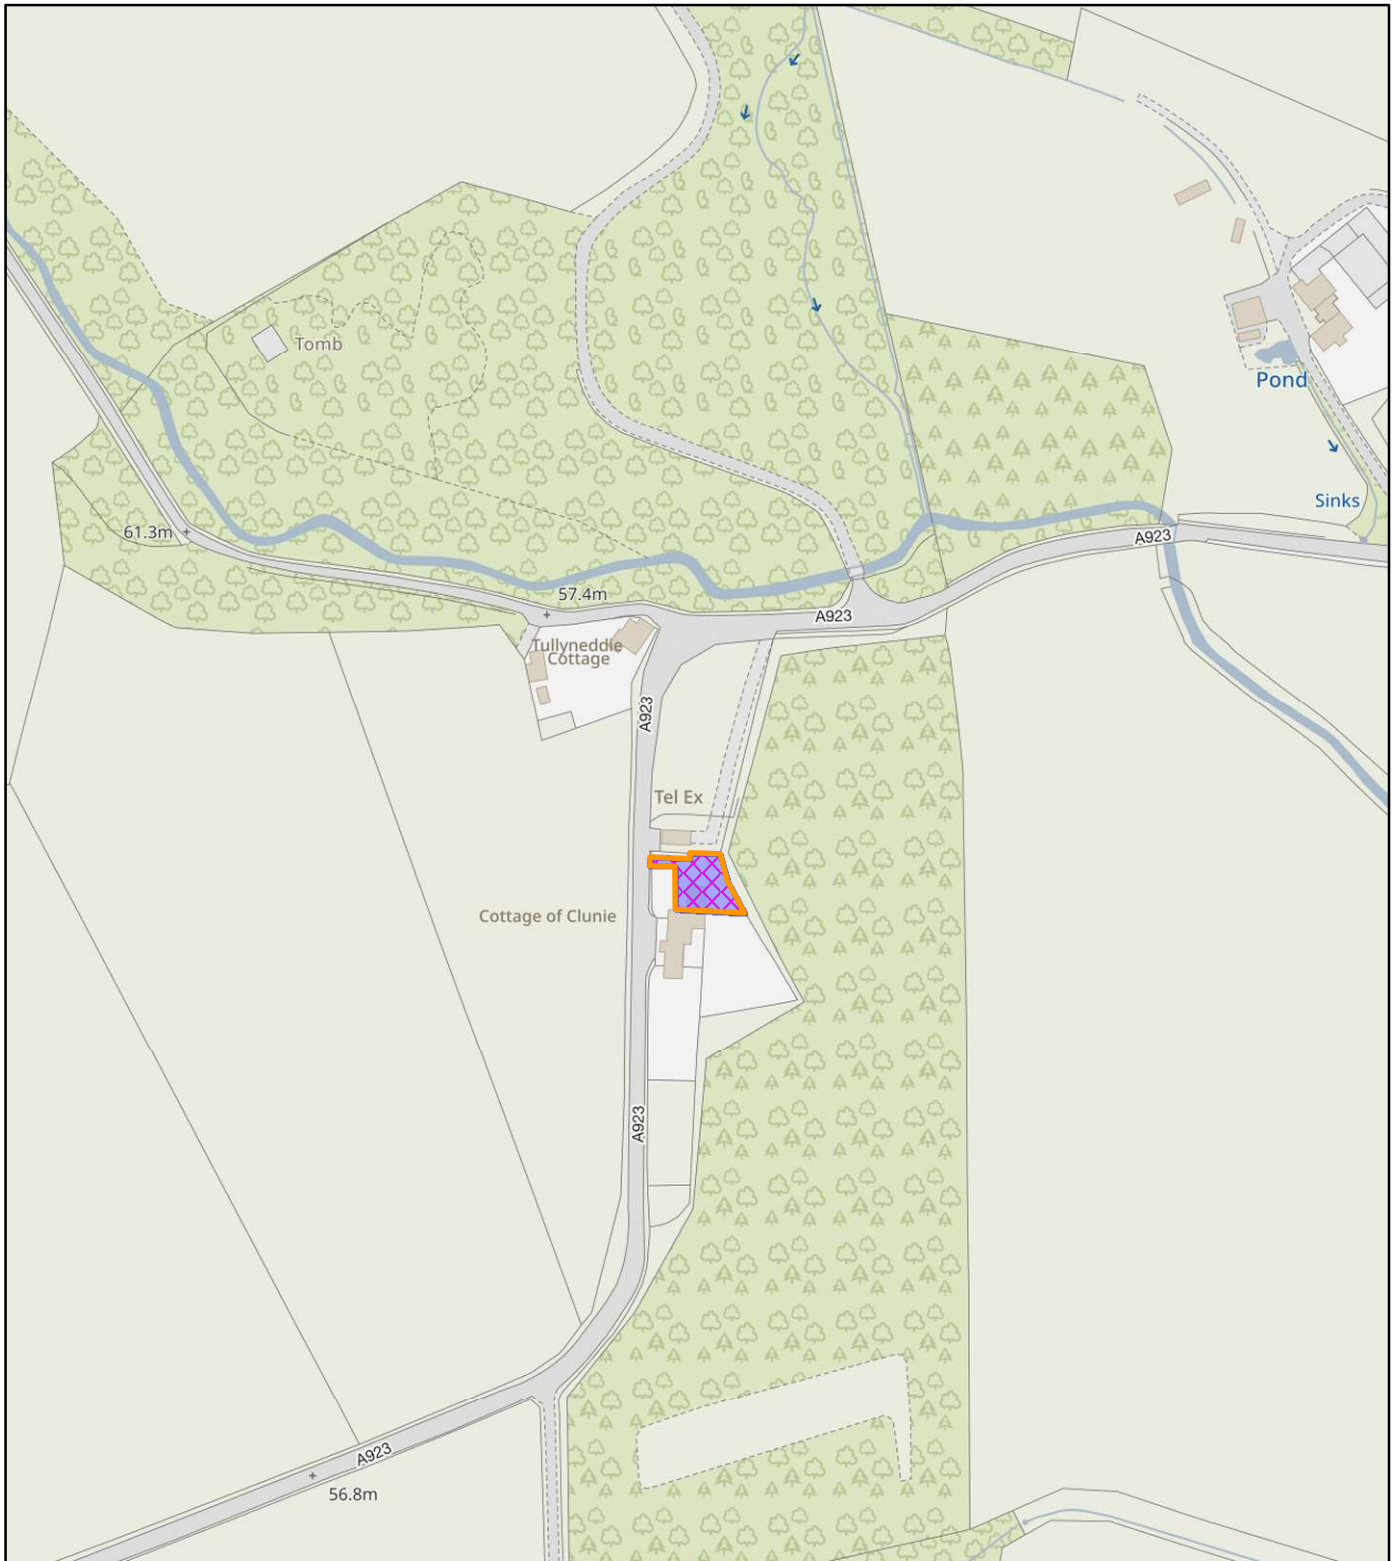 Tomb
Pond
Sinks
61.3m
A923
57.4m
A923
Tullyneddie
Cottage
A923
Tel Ex
Cottage of Clunie
A923
A923
56.8m